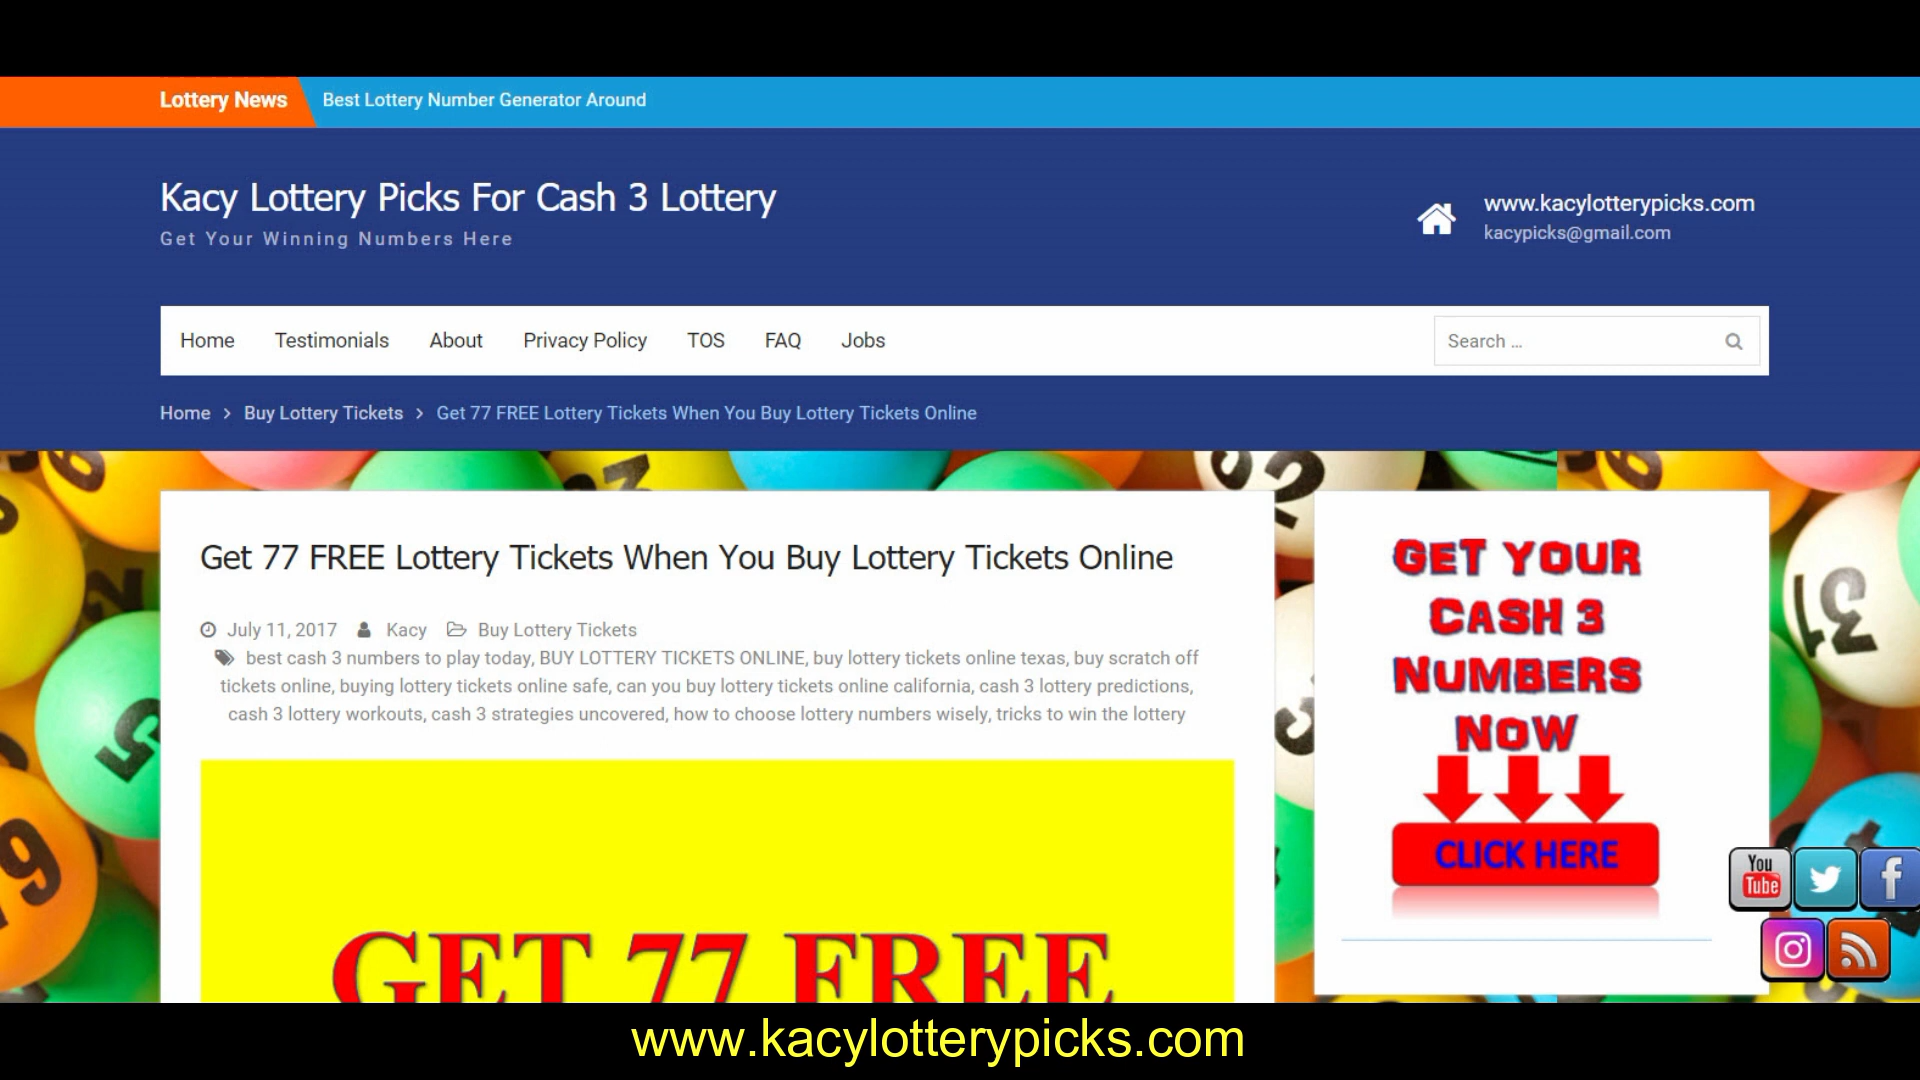 Lottery News
Best Lottery Number Generator Around
Kacy Lottery Picks For Cash 3 Lottery
Get Your Winning Numbers Here
www.kacylotterypicks.com
kacypicks@gmail.com
Home
Testimonials
About
Privacy Policy
TOS
FAQ
Jobs
Search ...
Home > Buy Lottery Tickets > Get 77 FREE Lottery Tickets When You Buy Lottery Tickets Online
Get 77 FREE Lottery Tickets When You Buy Lottery Tickets Online
July 11, 2017 Kacy Buy Lottery Tickets
best cash 3 numbers to play today, BUY LOTTERY TICKETS ONLINE, buy lottery tickets online texas, buy scratch off
tickets online, buying lottery tickets online safe, can you buy lottery tickets online california, cash 3 lottery predictions,
cash 3 lottery workouts, cash 3 strategies uncovered, how to choose lottery numbers wisely, tricks to win the lottery
GET 77 FREE
GET YOUR
CASH 3
NUMBERS
NOW
CLICK HERE
You
Tube
www.kacylotterypicks.com